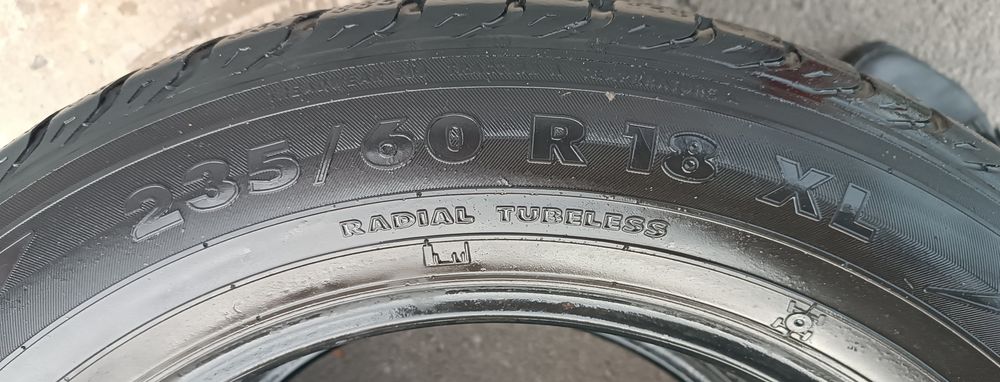 235/60 R 18 XL
RADIAL TUBELESS